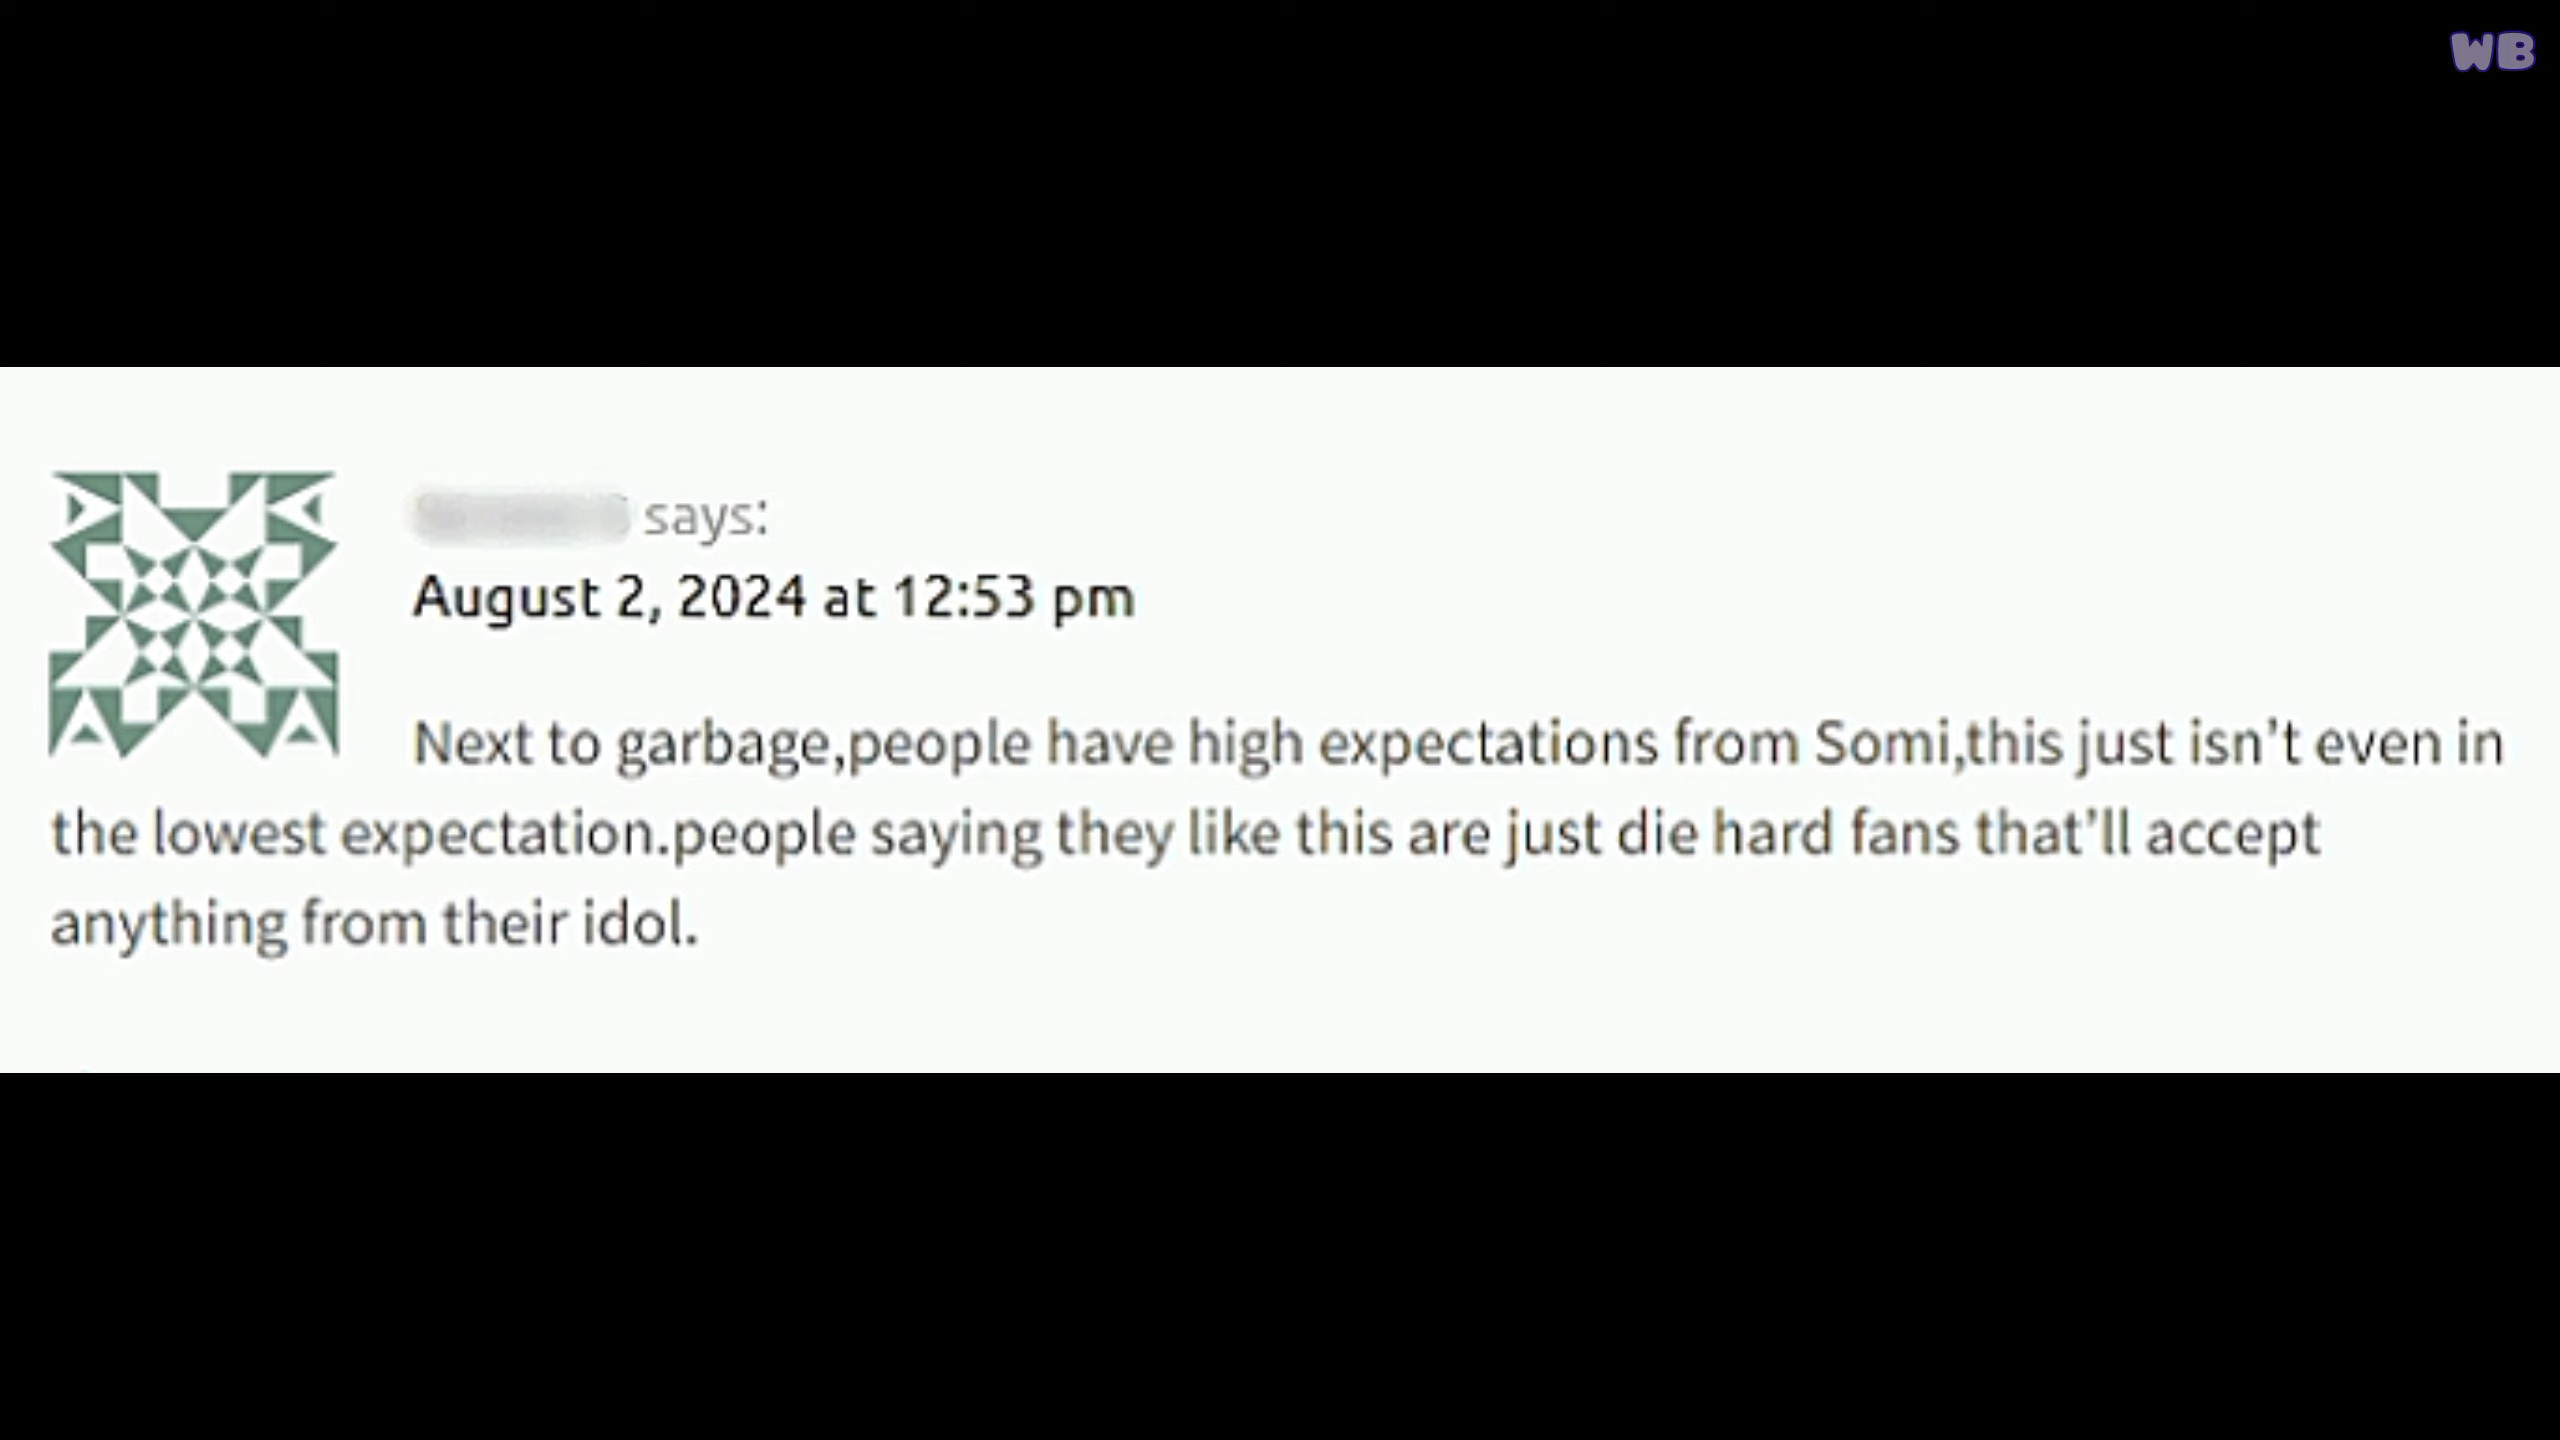 WB
says:
August 2, 2024 at 12:53 pm
Next to garbage,people have high expectations from Somi,this just isn't even in
the lowest expectation.people saying they like this are just die hard fans that'll accept
anything from their idol.